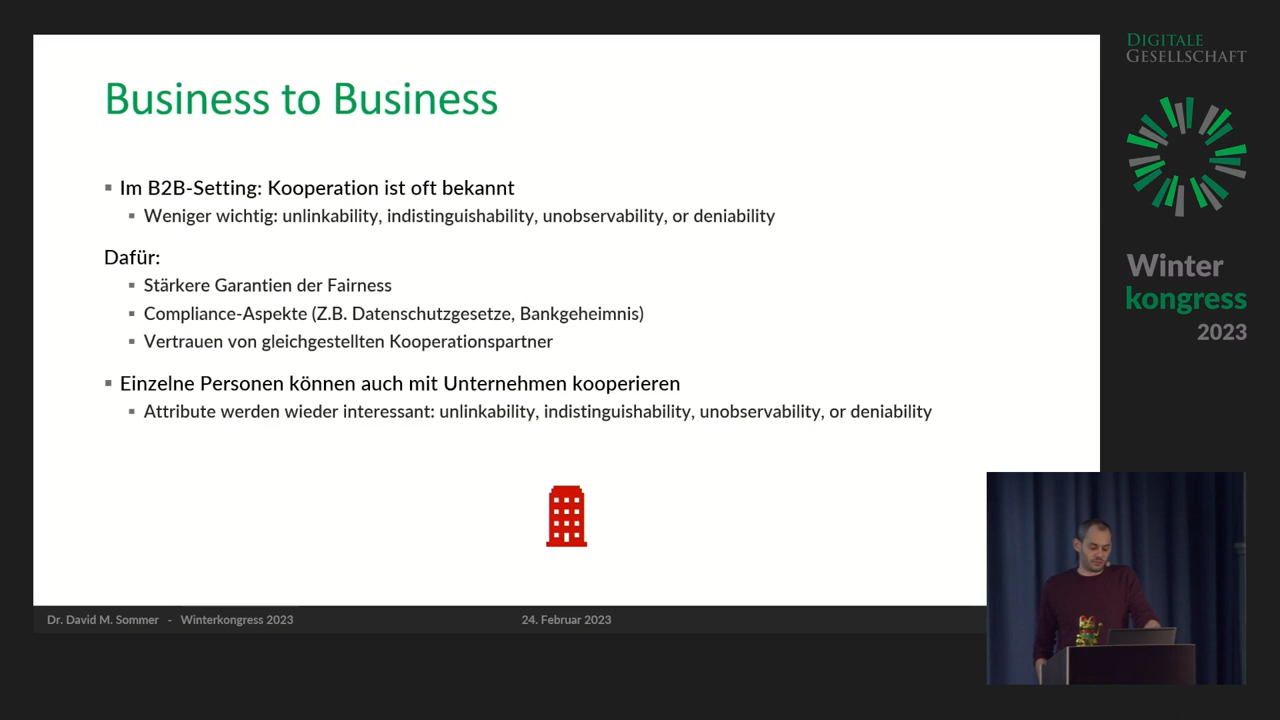 Business to Business
Im B2B-Setting: Kooperation ist oft bekannt
Weniger wichtig: unlinkability, indistinguishability, unobservability, or deniability
Dafür:
Stärkere Garantien der Fairness
Compliance-Aspekte (Z.B. Datenschutzgesetze, Bankgeheimnis)
Vertrauen von gleichgestellten Kooperationspartner
Einzelne Personen können auch mit Unternehmen kooperieren
Attribute werden wieder interessant: unlinkability, indistinguishability, unobservability, or deniability
Dr. David M. Sommer - Winterkongress 2023
24. Februar 2023
DIGITALE
GESELLSCHAFT
Winter
kongress
2023